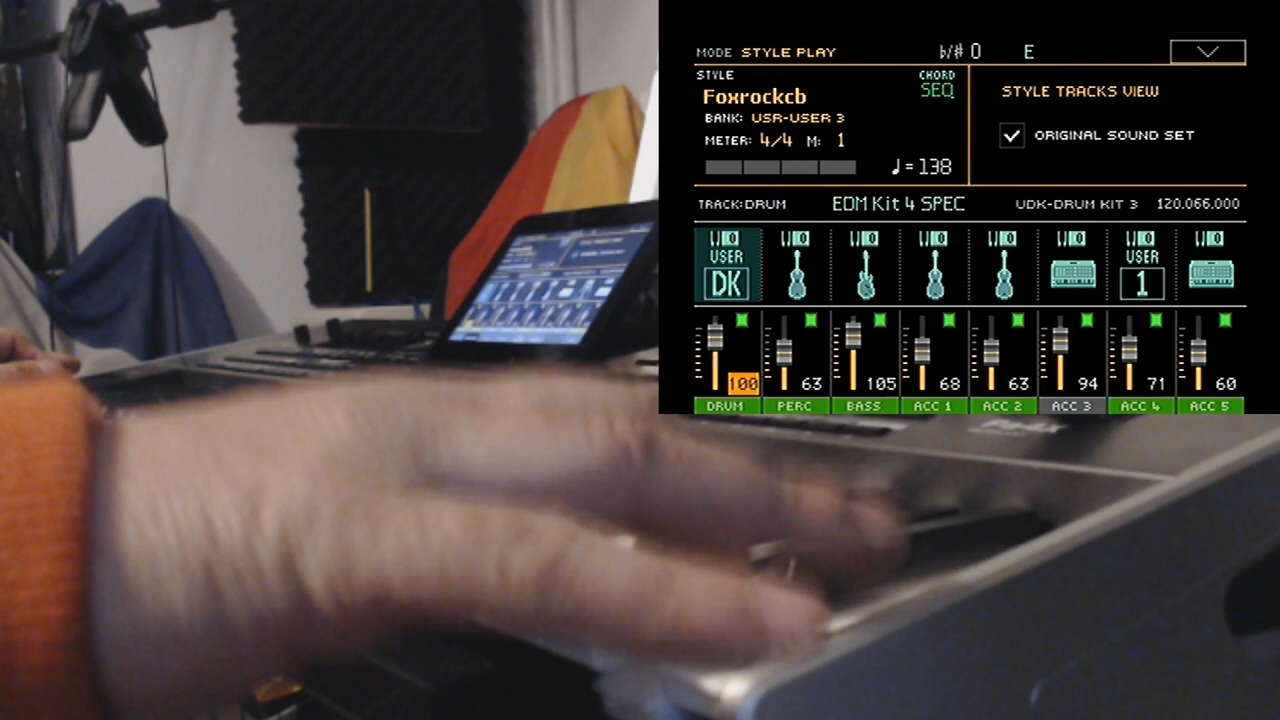 MODE STYLE PLAY ♭/# 0 E
STYLE
Foxrockcb
CHORD
SEQ
BANK: USR-USER 3
METER: 4/4 M: 1
♩=138
STYLE TRACKS VIEW
ORIGINAL SOUND SET
TRACK:DRUM EDM Kit 4 SPEC UDK-DRUM KIT 3 120.066.000
USER USER
DK 1
100 63 105 68 63 94 71 60
DRUM PERC BASS ACC 1 ACC 2 ACC 3 ACC 4 ACC 5